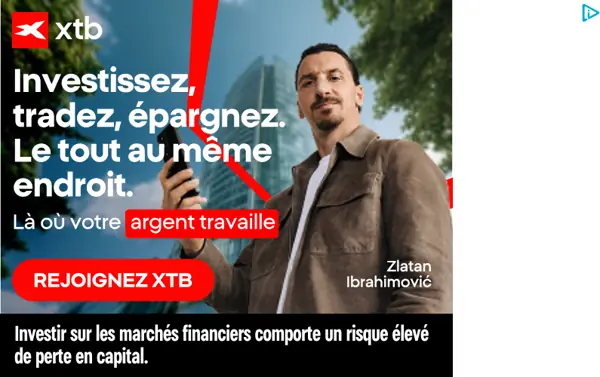 xtb
Investissez,
tradez, épargnez.
Le tout au même
endroit.
Là où votre argent travaille
REJOIGNEZ XTB
Zlatan
Ibrahimović
Investir sur les marchés financiers comporte un risque élevé
de perte en capital.